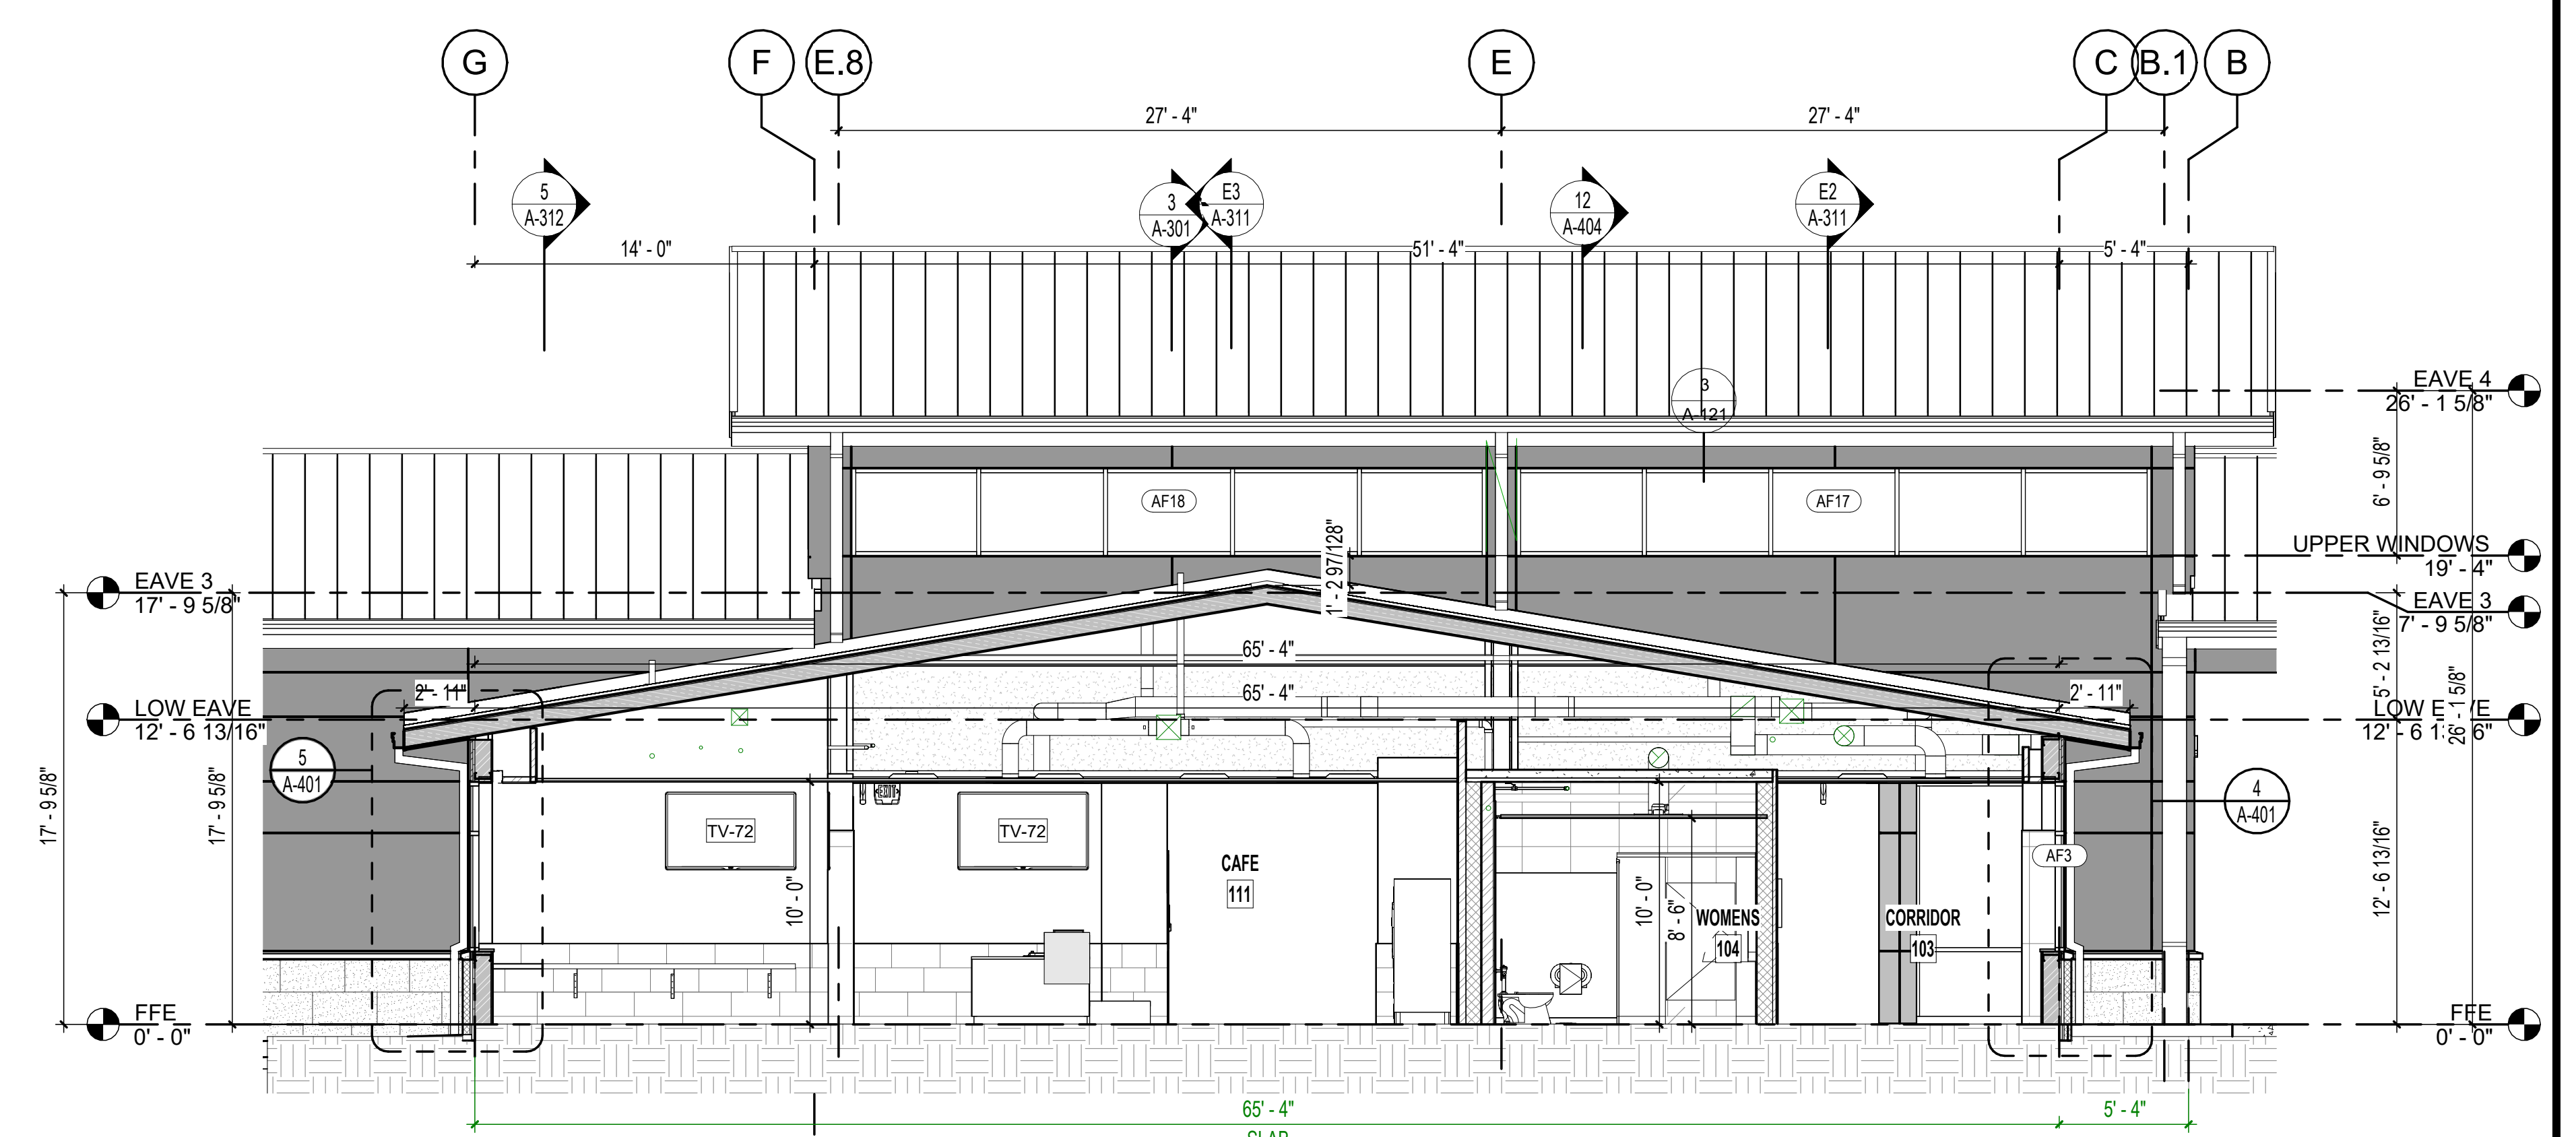 G
F
E.8
E
C
B.1
B
27' - 4"
27' - 4"
5
A-312
3
A-301
E3
A-311
12
A-404
E2
A-311
14' - 0"
51' - 4"
5' - 4"
3
A-121
EAVE 4
26' - 1 5/8"
6' - 9 5/8"
AF18
AF17
UPPER WINDOWS
19' - 4"
1' - 2 97/128"
EAVE 3
17' - 9 5/8"
EAVE 3
7' - 9 5/8"
65' - 4"
5' - 2 13/16"
2' - 11"
65' - 4"
2' - 11"
LOW EAVE
12' - 6 13/16"
26' - 1 5/8"
5
A-401
4
A-401
17' - 9 5/8"
17' - 9 5/8"
EXIT
TV-72
TV-72
CAFE
111
AF3
10' - 0"
10' - 0"
8' - 6"
WOMENS
104
CORRIDOR
103
12' - 6 13/16"
FFE
0' - 0"
FFE
0' - 0"
65' - 4"
5' - 4"